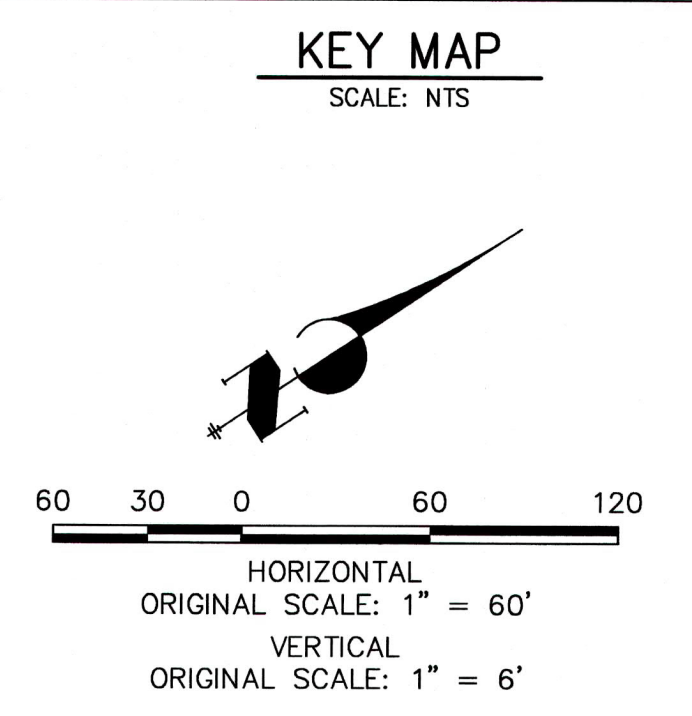 KEY MAP
SCALE: NTS
N
60 30 0 60 120
HORIZONTAL
ORIGINAL SCALE: 1" = 60'
VERTICAL
ORIGINAL SCALE: 1" = 6'